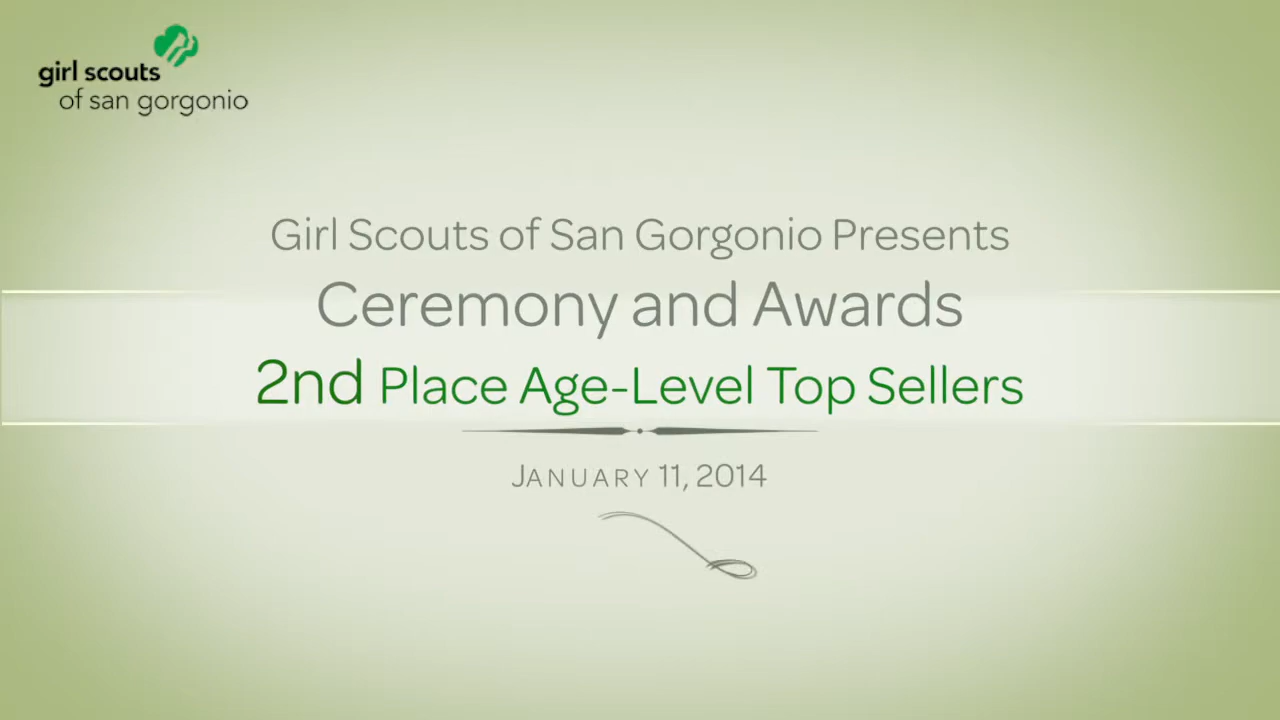 girl scouts
of san gorgonio
Girl Scouts of San Gorgonio Presents
Ceremony and Awards
2nd Place Age-Level Top Sellers
January 11, 2014